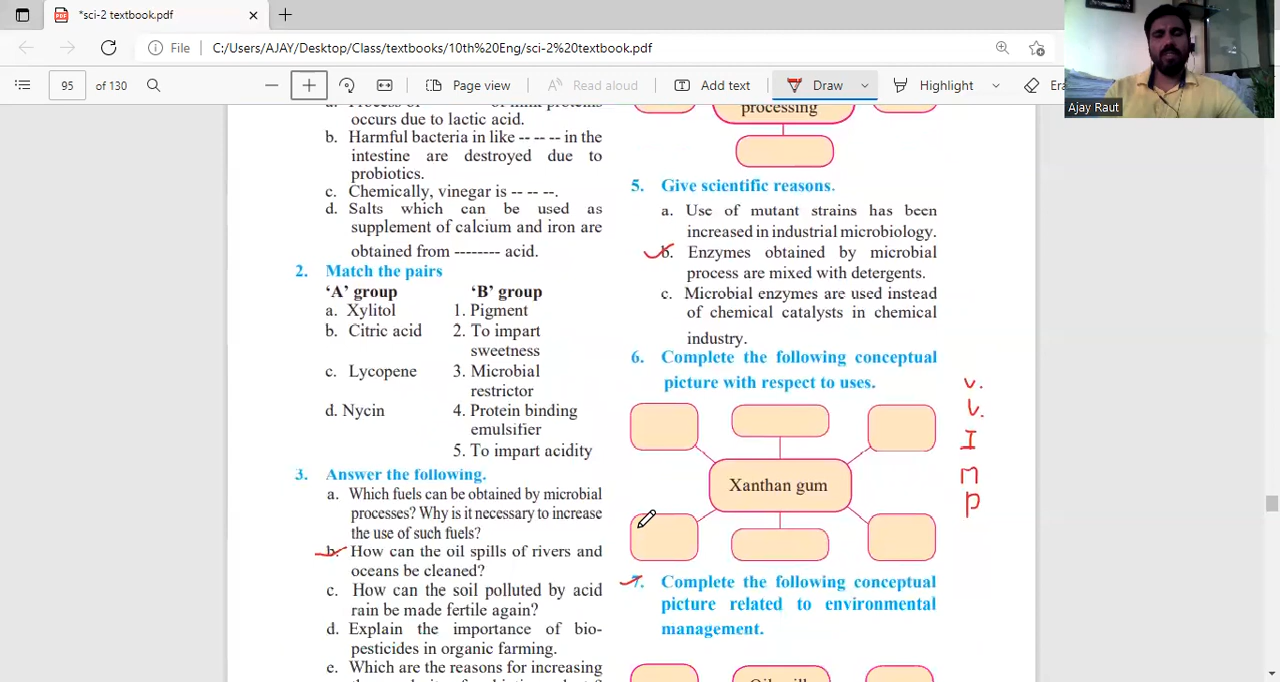 *sci-2 textbook.pdf
File C:/Users/AJAY/Desktop/Class/textbooks/10th%20Eng/sci-2%20textbook.pdf
95 of 130 Page view Read aloud Add text Draw Highlight
Ajay Raut
occurs due to lactic acid.
b. Harmful bacteria in like -- -- -- in the
intestine are destroyed due to
probiotics.
c. Chemically, vinegar is -- -- --.
d. Salts which can be used as
supplement of calcium and iron are
obtained from -------- acid.
2. Match the pairs
‘A’ group ‘B’ group
a. Xylitol 1. Pigment
b. Citric acid 2. To impart
sweetness
c. Lycopene 3. Microbial
restrictor
d. Nycin 4. Protein binding
emulsifier
5. To impart acidity
3. Answer the following.
a. Which fuels can be obtained by microbial
processes? Why is it necessary to increase
the use of such fuels?
b. How can the oil spills of rivers and
oceans be cleaned?
c. How can the soil polluted by acid
rain be made fertile again?
d. Explain the importance of bio-
pesticides in organic farming.
e. Which are the reasons for increasing
processing
5. Give scientific reasons.
a. Use of mutant strains has been
increased in industrial microbiology.
b. Enzymes obtained by microbial
process are mixed with detergents.
c. Microbial enzymes are used instead
of chemical catalysts in chemical
industry.
6. Complete the following conceptual
picture with respect to uses.
Xanthan gum
v.
v.
I
M
P
7. Complete the following conceptual
picture related to environmental
management.